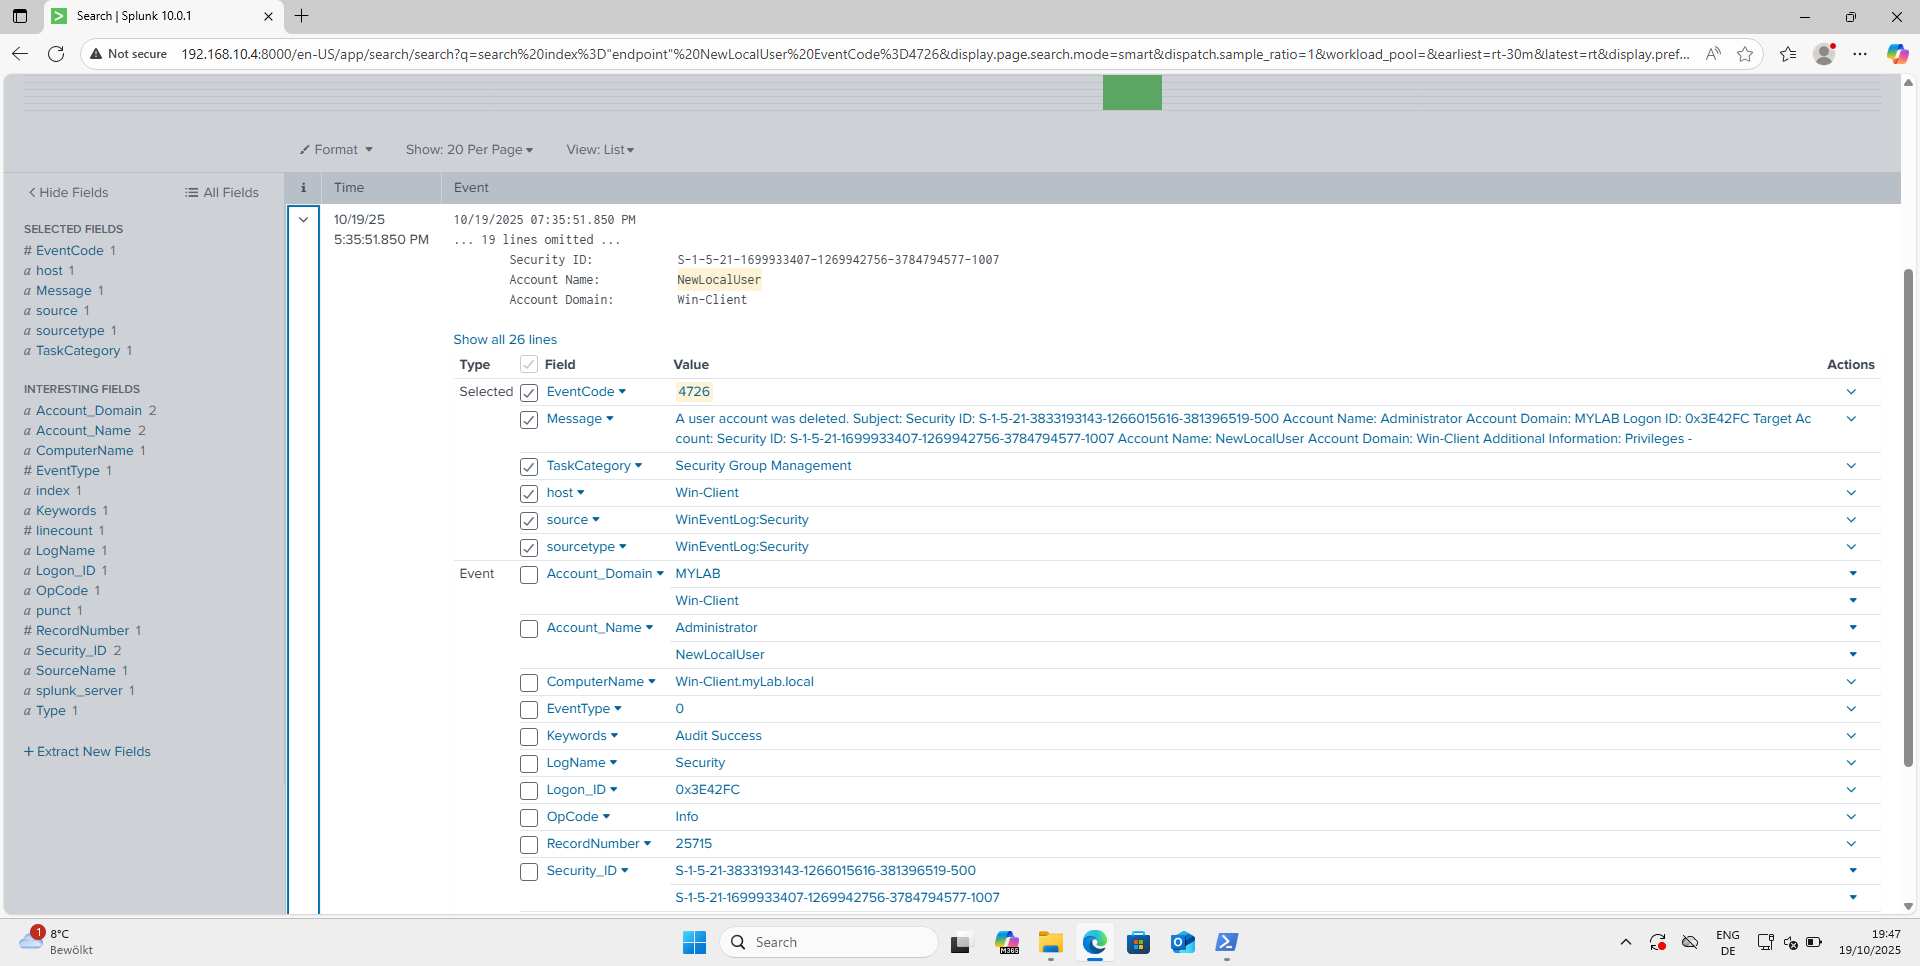 Search | Splunk 10.0.1
Not secure
192.168.10.4:8000/en-US/app/search/search?q=search%20index%3D"endpoint"%20NewLocalUser%20EventCode%3D4726&display.page.search.mode=smart&dispatch.sample_ratio=1&workload_pool=&earliest=rt-30m&latest=rt&display.pref...
Format
Show: 20 Per Page
View: List
Hide Fields
All Fields
i
Time
Event
SELECTED FIELDS
# EventCode 1
a host 1
a Message 1
a source 1
a sourcetype 1
a TaskCategory 1
INTERESTING FIELDS
a Account_Domain 2
a Account_Name 2
a ComputerName 1
# EventType 1
a index 1
a Keywords 1
# linecount 1
a LogName 1
a Logon_ID 1
a OpCode 1
a punct 1
# RecordNumber 1
a Security_ID 2
a SourceName 1
a splunk_server 1
a Type 1
+ Extract New Fields
10/19/25
5:35:51.850 PM
10/19/2025 07:35:51.850 PM
... 19 lines omitted ...
Security ID: S-1-5-21-1699933407-1269942756-3784794577-1007
Account Name: NewLocalUser
Account Domain: Win-Client
Show all 26 lines
Type Field Value Actions
Selected EventCode 4726
Message A user account was deleted. Subject: Security ID: S-1-5-21-3833193143-1266015616-381396519-500 Account Name: Administrator Account Domain: MYLAB Logon ID: 0x3E42FC Target Ac
count: Security ID: S-1-5-21-1699933407-1269942756-3784794577-1007 Account Name: NewLocalUser Account Domain: Win-Client Additional Information: Privileges -
TaskCategory Security Group Management
host Win-Client
source WinEventLog:Security
sourcetype WinEventLog:Security
Event Account_Domain MYLAB
Win-Client
Account_Name Administrator
NewLocalUser
ComputerName Win-Client.myLab.local
EventType 0
Keywords Audit Success
LogName Security
Logon_ID 0x3E42FC
OpCode Info
RecordNumber 25715
Security_ID S-1-5-21-3833193143-1266015616-381396519-500
S-1-5-21-1699933407-1269942756-3784794577-1007
1
8°C
Bewölkt
Search
M365
ENG
DE
19:47
19/10/2025